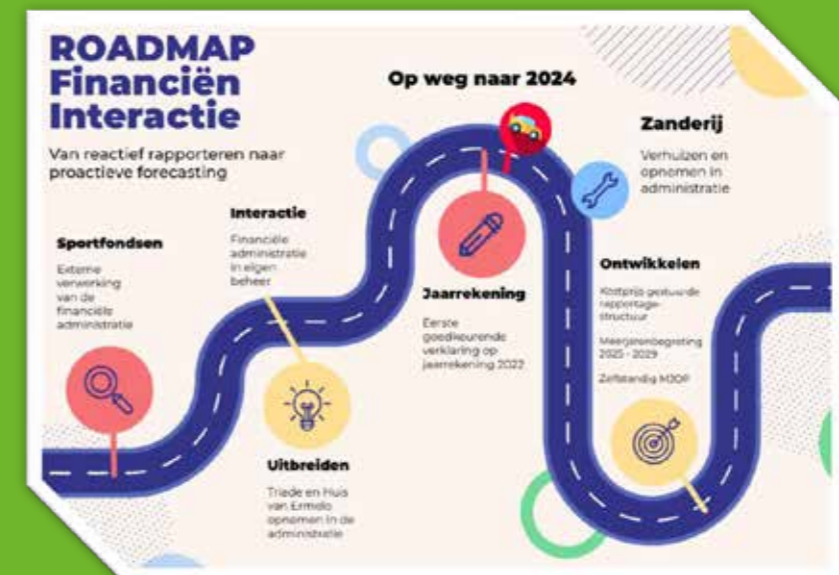 ROADMAP
Financiën
Interactie
Van reactief rapporteren naar
proactieve forecasting
Op weg naar 2024
Zanderij
Verhuizen en
opnemen in
administratie
Sportfondsen
Externe
verwerking
van de
financiële
administratie
Interactie
Financiële
administratie
in eigen
beheer
Uitbreiden
Triade en Huis
van Ermelo
opnemen in de
administratie
Jaarrekening
Eerste
goedkeurende
verklaring op
jaarrekening 2022
Ontwikkelen
Kostprijs gestuurde
rapportage-
structuur
Meerjarenbegroting
2025 - 2029
Zelfstandig MJOP